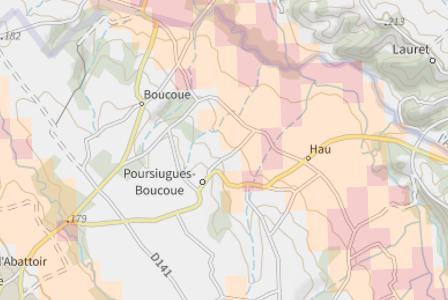 213
.182
Lauret
Boucoue
Hau
Poursiugues-
Boucoue
179
l'Abattoir
D141
e